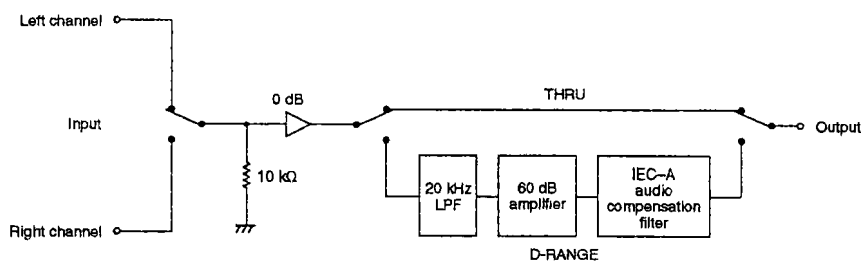 Left channel
0 dB
THRU
Input
Output
10 kΩ
20 kHz
LPF
60 dB
amplifier
IEC–A
audio
compensation
filter
Right channel
D-RANGE